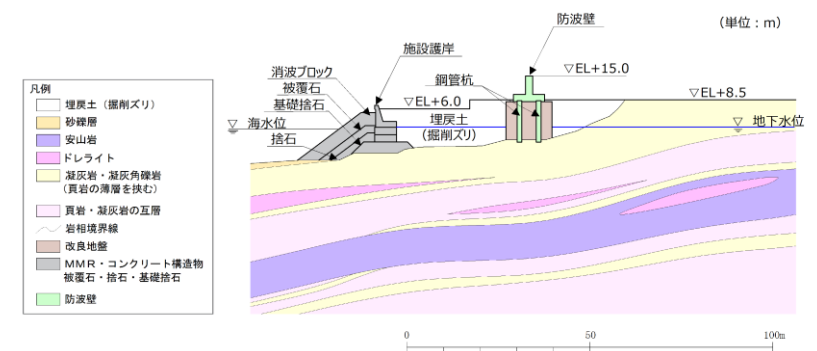 防波壁
(単位：m)
施設護岸
消波ブロック
被覆石
基礎捨石
捨石
鋼管杭
▽EL+15.0
▽EL+6.0
▽EL+8.5
海水位
埋戻土
(掘削ズリ)
地下水位
凡例
埋戻土（掘削ズリ）
砂礫層
安山岩
ドレライト
凝灰岩・凝灰角礫岩
(頁岩の薄層を挟む)
頁岩・凝灰岩の互層
岩相境界線
改良地盤
ＭＭＲ・コンクリート構造物
被覆石・捨石・基礎捨石
防波壁
0
50
100m